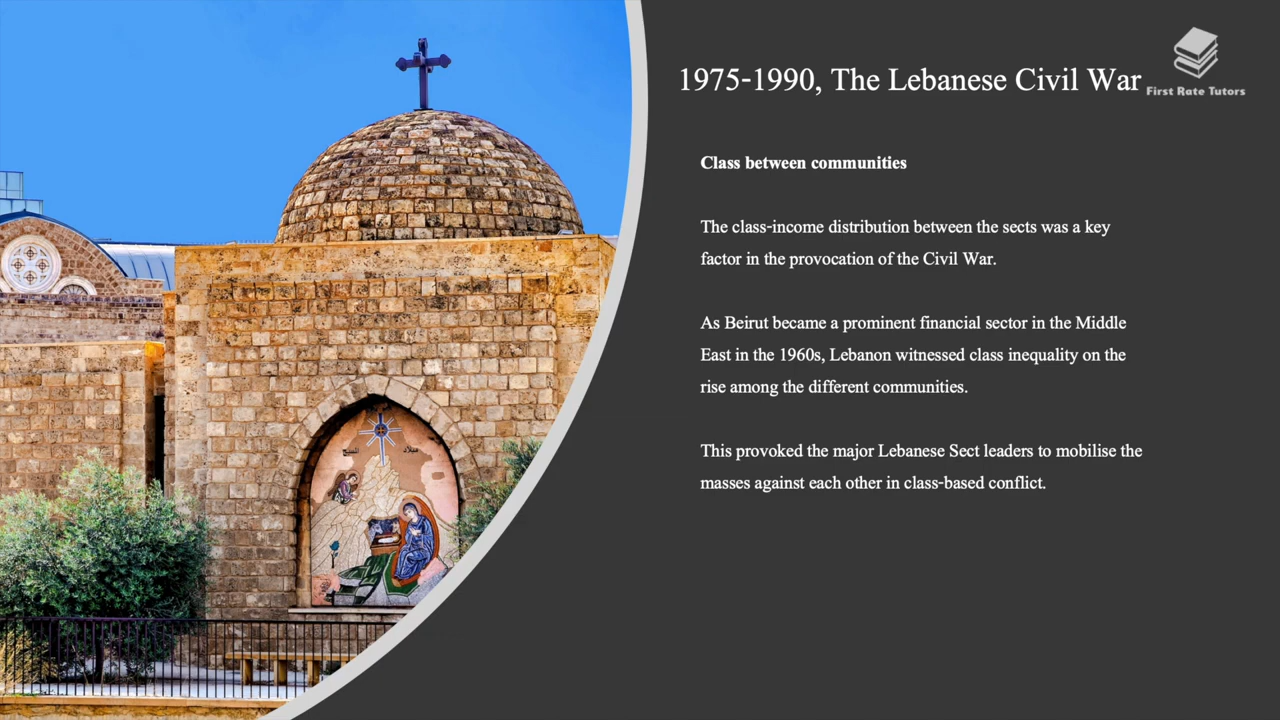 1975-1990, The Lebanese Civil War
First Rate Tutors
Class between communities
The class-income distribution between the sects was a key
factor in the provocation of the Civil War.
As Beirut became a prominent financial sector in the Middle
East in the 1960s, Lebanon witnessed class inequality on the
rise among the different communities.
This provoked the major Lebanese Sect leaders to mobilise the
masses against each other in class-based conflict.
ميلاد المسيح